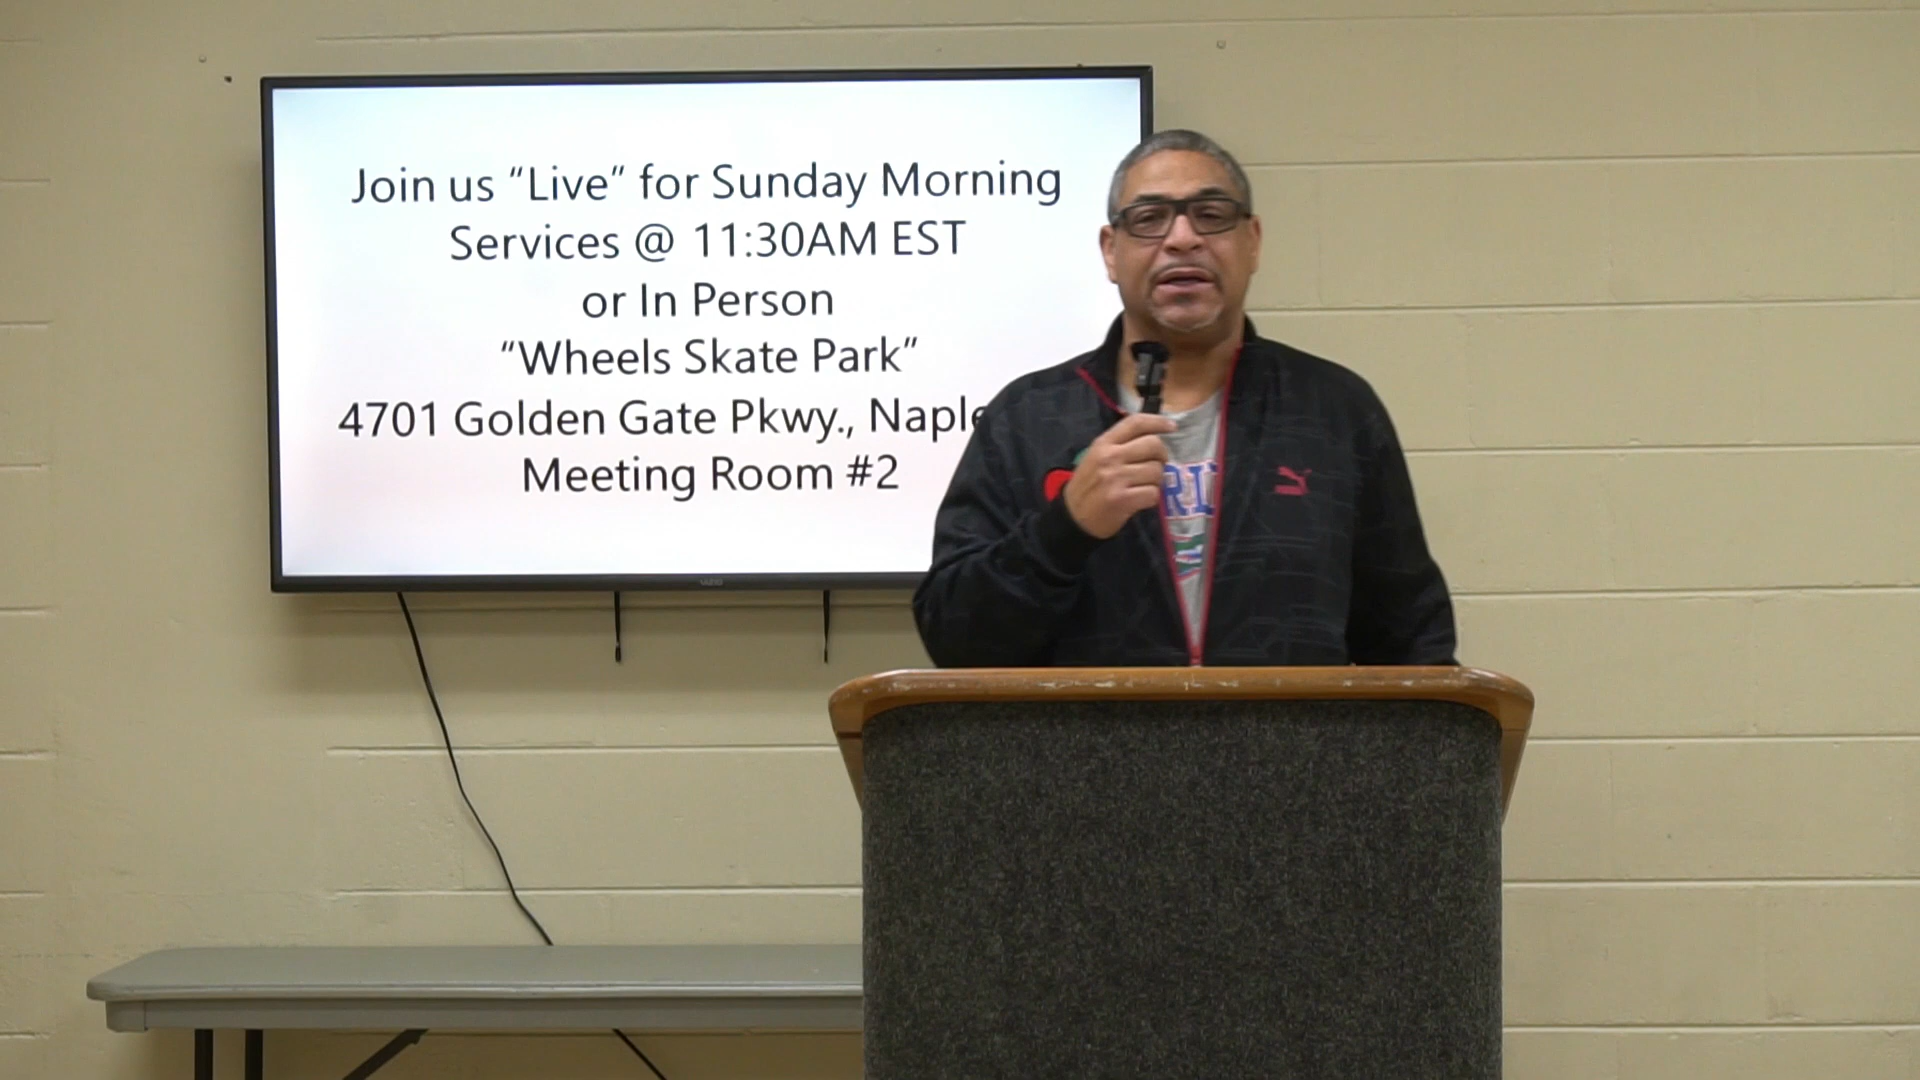 Join us “Live” for Sunday Morning
Services @ 11:30AM EST
or In Person
“Wheels Skate Park”
4701 Golden Gate Pkwy.,
Meeting Room #2
VIZIO